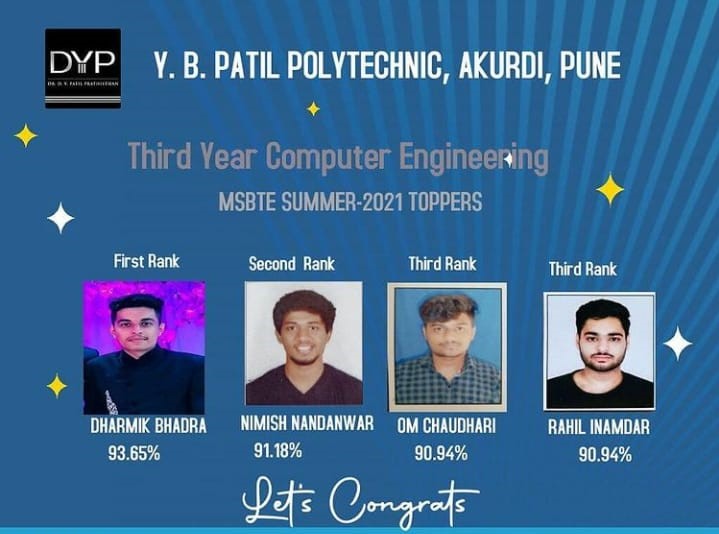 DYP
DR. D. Y. PATIL PRATISHTHAN
Y. B. PATIL POLYTECHNIC, AKURDI, PUNE
Third Year Computer Engineering
MSBTE SUMMER-2021 TOPPERS
First Rank
Second Rank
Third Rank
Third Rank
DHARMIK BHADRA
NIMISH NANDANWAR
OM CHAUDHARI
RAHIL INAMDAR
93.65%
91.18%
90.94%
90.94%
Let's Congrats